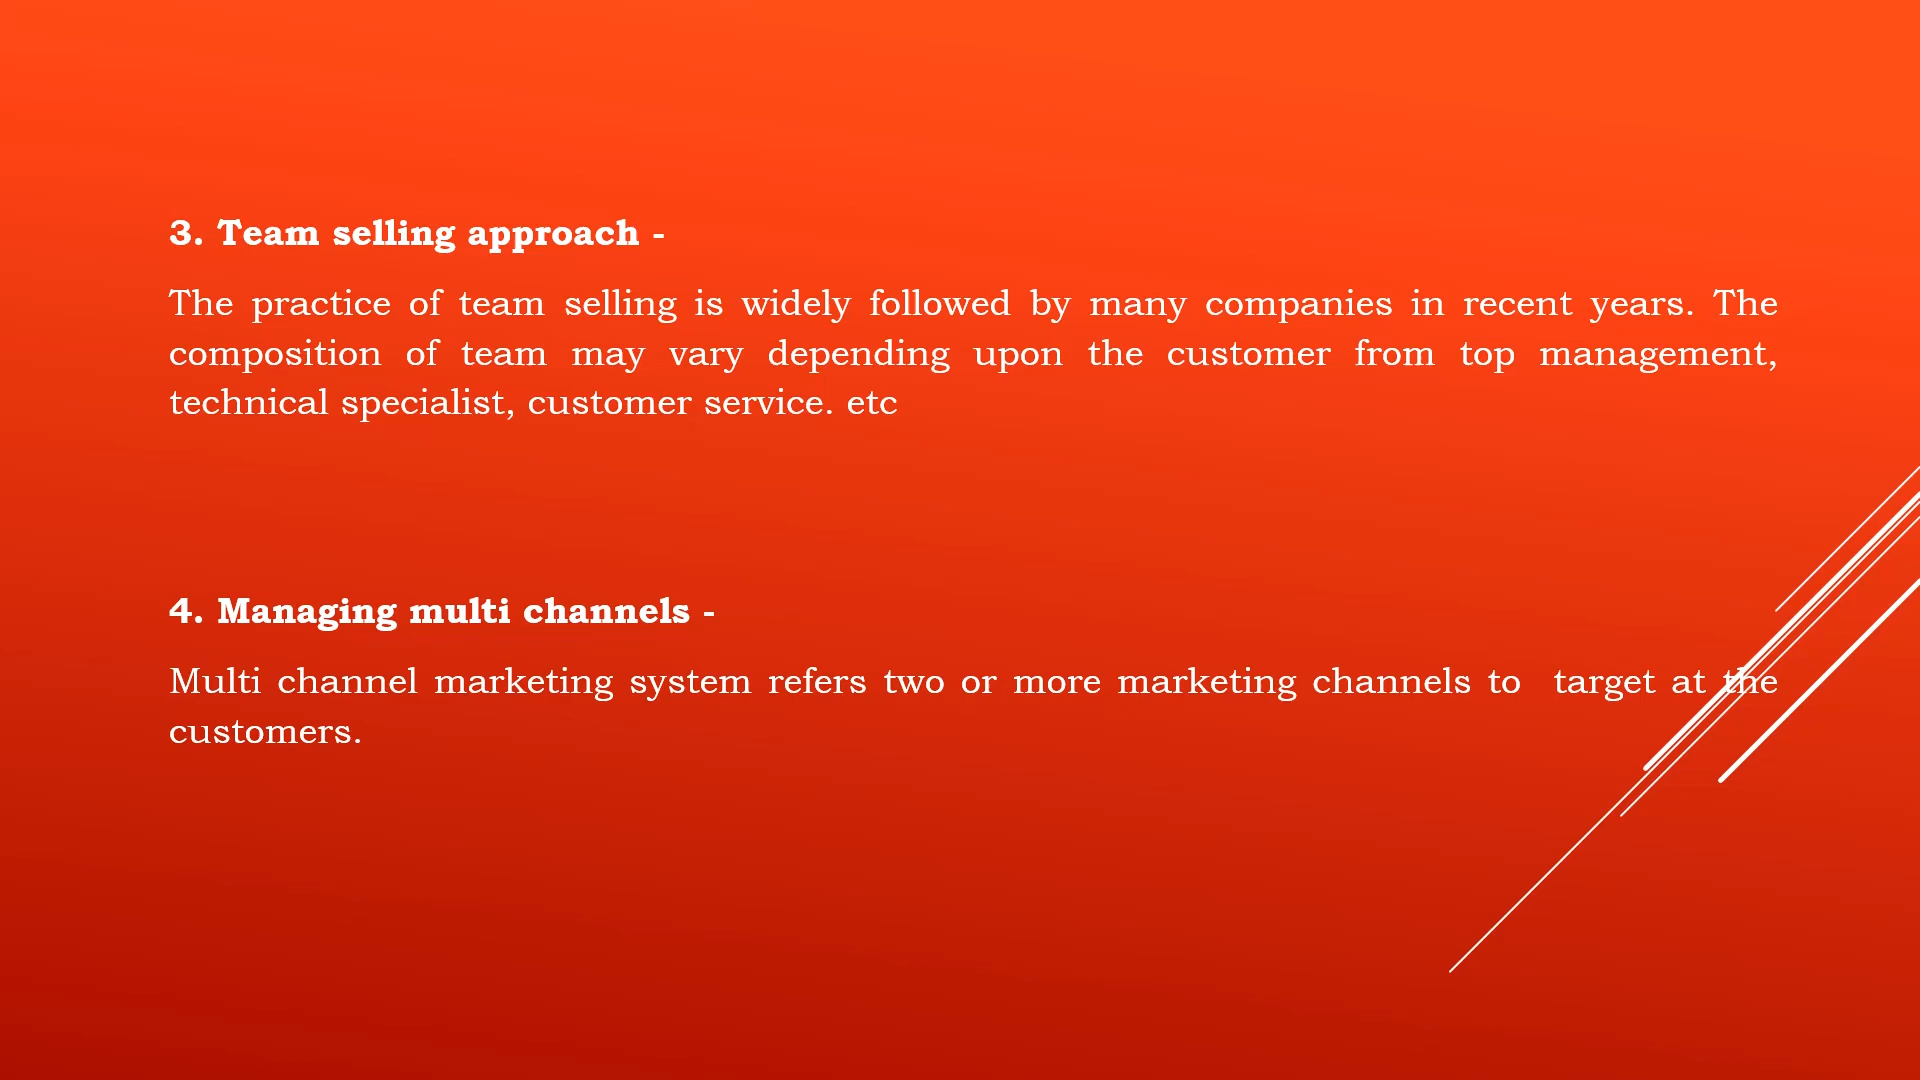 3. Team selling approach -
The practice of team selling is widely followed by many companies in recent years. The
composition of team may vary depending upon the customer from top management,
technical specialist, customer service. etc
4. Managing multi channels -
Multi channel marketing system refers two or more marketing channels to  target at the
customers.